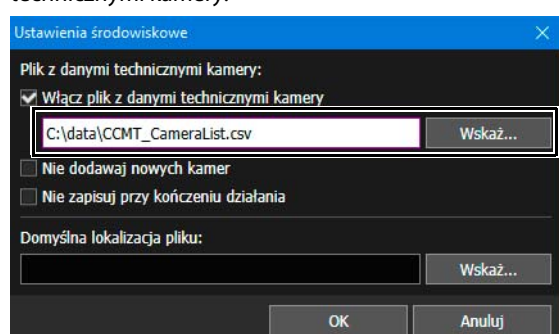 technicznymi kamery.
Ustawienia środowiskowe
Plik z danymi technicznymi kamery:
Włącz plik z danymi technicznymi kamery
C:\data\CCMT_CameraList.csv
Wskaż...
Nie dodawaj nowych kamer
Nie zapisuj przy kończeniu działania
Domyślna lokalizacja pliku:
Wskaż...
OK
Anuluj